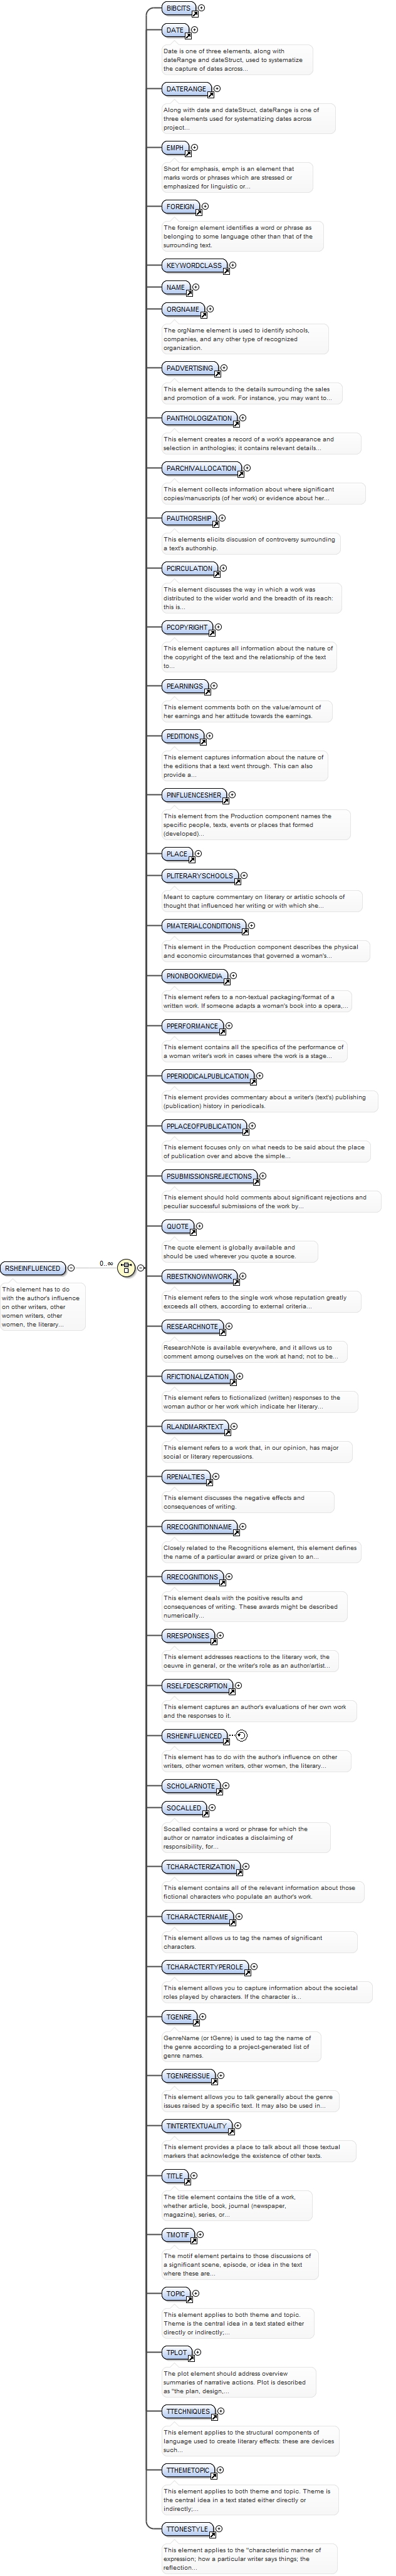 BIBCITS
DATE
Date is one of three elements, along with
dateRange and dateStruct, used to systematize
the capture of dates across...
DATERANGE
Along with date and dateStruct, dateRange is one of
three elements used for systematizing dates across
project...
EMPH
Short for emphasis, emph is an element that
marks words or phrases which are stressed or
emphasized for linguistic or...
FOREIGN
The foreign element identifies a word or phrase as
belonging to some language other than that of the
surrounding text.
KEYWORDCLASS
NAME
ORGNAME
The orgName element is used to identify schools,
companies, and any other type of recognized
organization.
PADVERTISING
This element attends to the details surrounding the sales
and promotion of a work. For instance, you may want to...
PANTHOLOGIZATION
This element creates a record of a work's appearance and
selection in anthologies; it contains relevant details...
PARCHIVALLOCATION
This element collects information about where significant
copies/manuscripts (of her work) or evidence about her...
PAUTHORSHIP
This elements elicits discussion of controversy surrounding
a text's authorship.
PCIRCULATION
This element discusses the way in which a work was
distributed to the wider world and the breadth of its reach:
this is...
PCOPYRIGHT
This element captures all information about the nature of
the copyright of the text and the relationship of the text
to...
PEARNINGS
This element comments both on the value/amount of
her earnings and her attitude towards the earnings.
PEDITIONS
This element captures information about the nature of
the editions that a text went through. This can also
provide a...
PINFLUENCESHER
This element from the Production component names the
specific people, texts, events or places that formed
(developed)...
PLACE
PLITERARYSCHOOLS
Meant to capture commentary on literary or artistic schools of
thought that influenced her writing or with which she...
PMATERIALCONDITIONS
This element in the Production component describes the physical
and economic circumstances that governed a woman's...
PNONBOOKMEDIA
This element refers to a non-textual packaging/format of a
written work. If someone adapts a woman's book into a opera,...
PPERFORMANCE
This element contains all the specifics of the performance of
a woman writer's work in cases where the work is a stage...
PPERIODICALPUBLICATION
This element provides commentary about a writer's (text's) publishing
(publication) history in periodicals.
PPLACEOFPUBLICATION
This element focuses only on what needs to be said about the place
of publication over and above the simple...
PSUBMISSIONSREJECTIONS
This element should hold comments about significant rejections and
peculiar successful submissions of the work by...
QUOTE
The quote element is globally available and
should be used wherever you quote a source.
RSHEINFLUENCED
0..∞
This element has to do
with the author's influence
on other writers, other
women writers, other
women, the literary...
RBESTKNOWNWORK
This element refers to the single work whose reputation greatly
exceeds all others, according to external criteria...
RESEARCHNOTE
ResearchNote is available everywhere, and it allows us to
comment among ourselves on the work at hand; not to be...
RFICTIONALIZATION
This element refers to fictionalized (written) responses to the
woman author or her work which indicate her literary...
RLANDMARKTEXT
This element refers to a work that, in our opinion, has major
social or literary repercussions.
RPENALTIES
This element discusses the negative effects and
consequences of writing.
RRECOGNITIONNAME
Closely related to the Recognitions element, this element defines
the name of a particular award or prize given to an...
RRECOGNITIONS
This element deals with the positive results and
consequences of writing. These awards might be described
numerically...
RRESPONSES
This element addresses reactions to the literary work, the
oeuvre in general, or the writer's role as an author/artist...
RSELFDESCRIPTION
This element captures an author's evaluations of her own work
and the responses to it.
RSHEINFLUENCED
This element has to do with the author's influence on other
writers, other women writers, other women, the literary...
SCHOLARNOTE
SOCALLED
Socalled contains a word or phrase for which the
author or narrator indicates a disclaiming of
responsibility, for...
TCHARACTERIZATION
This element contains all of the relevant information about those
fictional characters who populate an author's work.
TCHARACTERNAME
This element allows us to tag the names of significant
characters.
TCHARACTERTYPEROLE
This element allows you to capture information about the societal
roles played by characters. If the character is...
TGENRE
GenreName (or tGenre) is used to tag the name of
the genre according to a project-generated list of
genre names.
TGENREISSUE
This element allows you to talk generally about the genre
issues raised by a specific text. It may also be used in...
TINTERTEXTUALITY
This element provides a place to talk about all those textual
markers that acknowledge the existence of other texts.
TITLE
The title element contains the title of a work,
whether article, book, journal (newspaper,
magazine), series, or...
TMOTIF
The motif element pertains to those discussions of
a significant scene, episode, or idea in the text
where these are...
TOPIC
This element applies to both theme and topic.
Theme is the central idea in a text stated either
directly or indirectly;...
TPLOT
The plot element should address overview
summaries of narrative actions. Plot is described
as "the plan, design,...
TTECHNIQUES
This element applies to the structural components of
language used to create literary effects: these are devices
such...
TTHEMETOPIC
This element applies to both theme and topic. Theme is
the central idea in a text stated either directly or
indirectly;...
TTONESTYLE
This element applies to the "characteristic manner of
expression; how a particular writer says things; the
reflection...